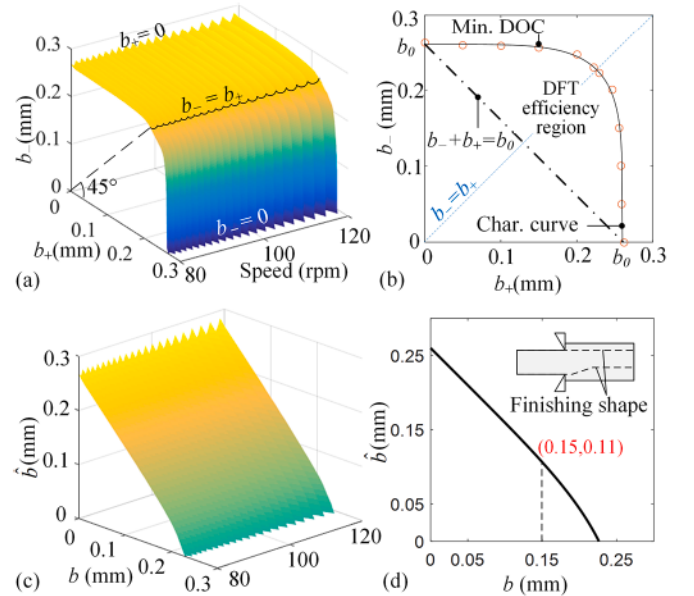 (a)
b₊= 0
b₋= b₊
b₋= 0
45°
b₋ (mm)
0.3
0.2
0.1
0
0
0.1
0.2
0.3
b₊(mm)
80
100
120
Speed (rpm)
(b)
Min. DOC
DFT
efficiency
region
b₋+b₊=b₀
b₋= b₊
Char. curve
b₋ (mm)
0.3
b₀
0.2
0.1
0
0
0.1
0.2
b₀
0.3
b₊(mm)
(c)
b̂ (mm)
0.3
0.2
0.1
0
0
0.1
0.2
0.3
b (mm)
80
100
120
(d)
Finishing shape
(0.15,0.11)
b̂ (mm)
0.25
0.15
0.05
0
0
0.05
0.15
0.25
b (mm)